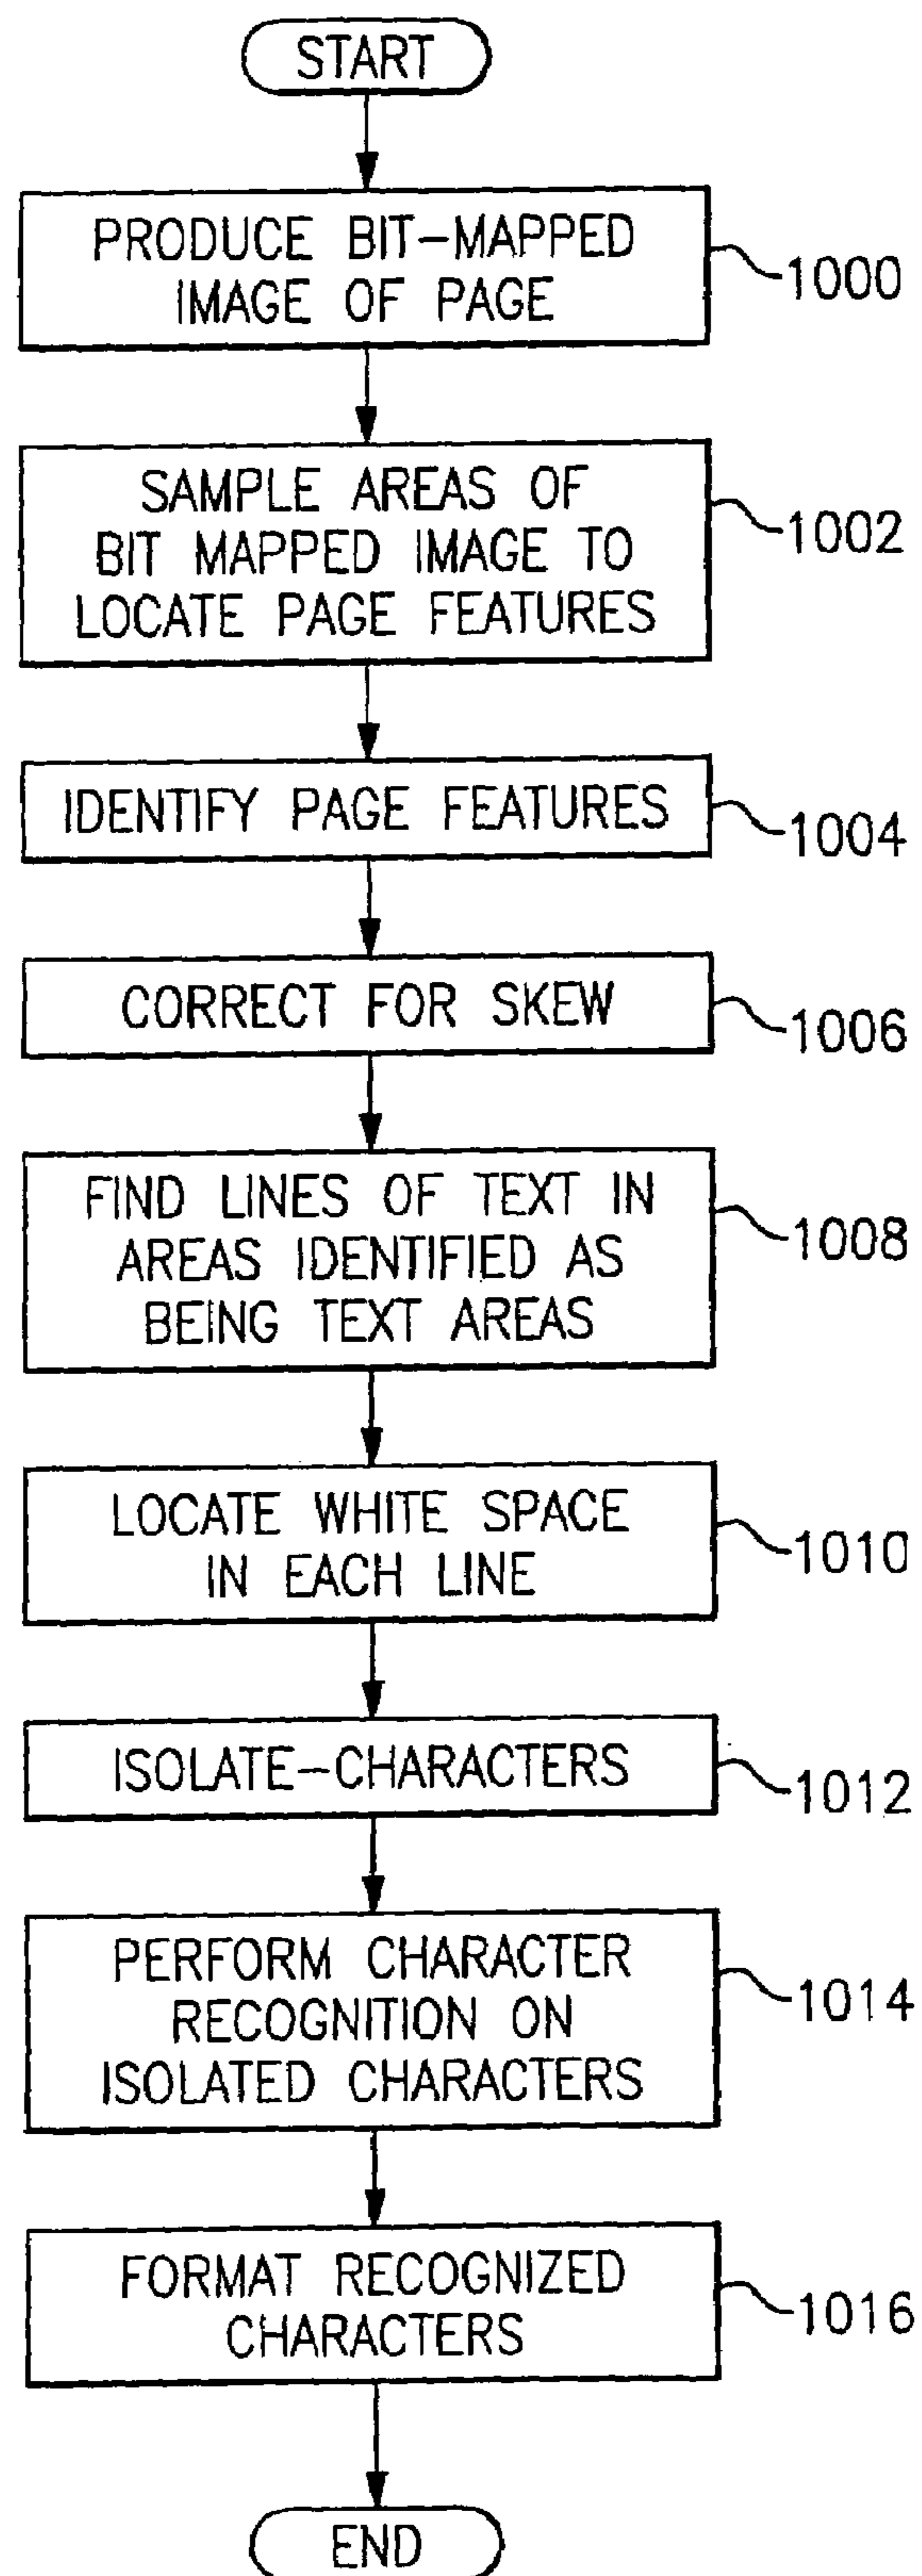 START
PRODUCE BIT-MAPPED
IMAGE OF PAGE
1000
SAMPLE AREAS OF
BIT MAPPED IMAGE TO
LOCATE PAGE FEATURES
1002
IDENTIFY PAGE FEATURES
1004
CORRECT FOR SKEW
1006
FIND LINES OF TEXT IN
AREAS IDENTIFIED AS
BEING TEXT AREAS
1008
LOCATE WHITE SPACE
IN EACH LINE
1010
ISOLATE-CHARACTERS
1012
PERFORM CHARACTER
RECOGNITION ON
ISOLATED CHARACTERS
1014
FORMAT RECOGNIZED
CHARACTERS
1016
END